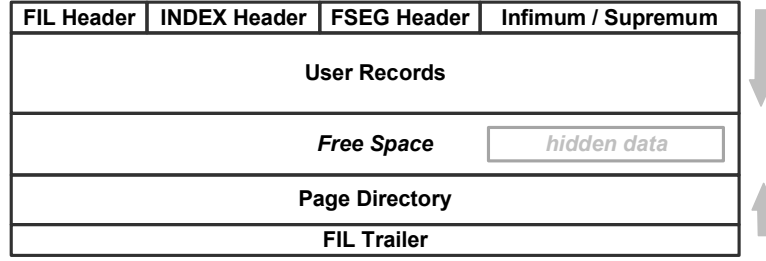 FIL Header INDEX Header FSEG Header Infimum / Supremum
User Records
Free Space hidden data
Page Directory
FIL Trailer